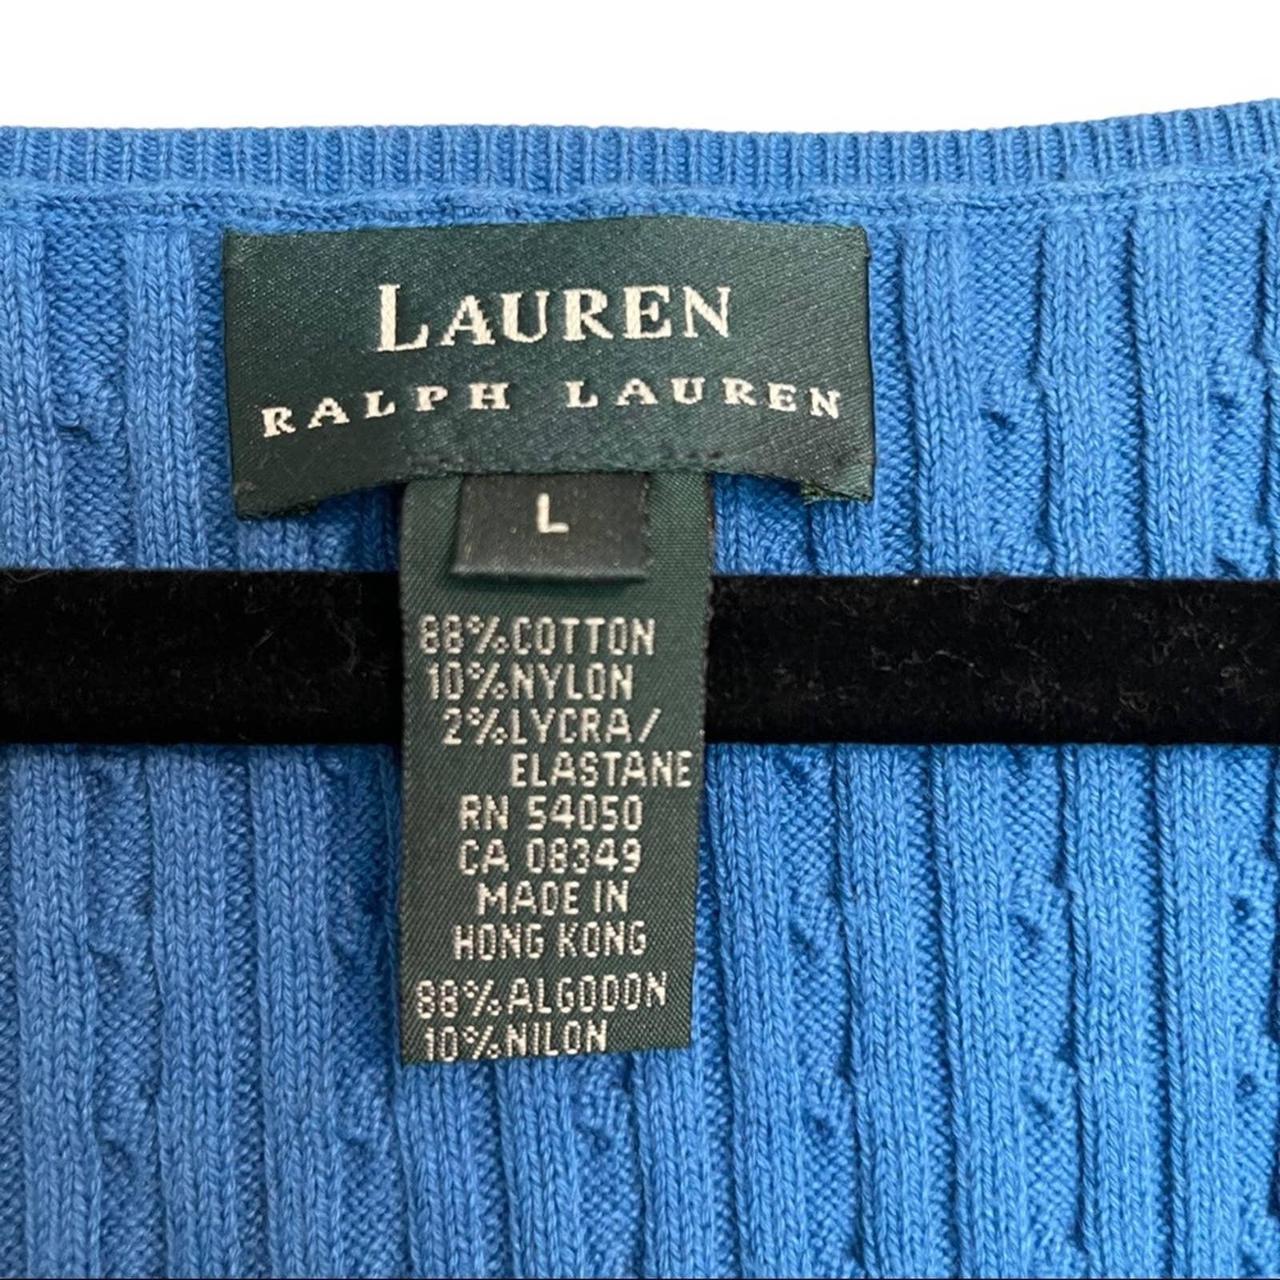 LAUREN
RALPH LAUREN
L
88%COTTON
10%NYLON
2%LYCRA/
ELASTANE
RN 54050
CA 08349
MADE IN
HONG KONG
88%ALGODON
10%NILON